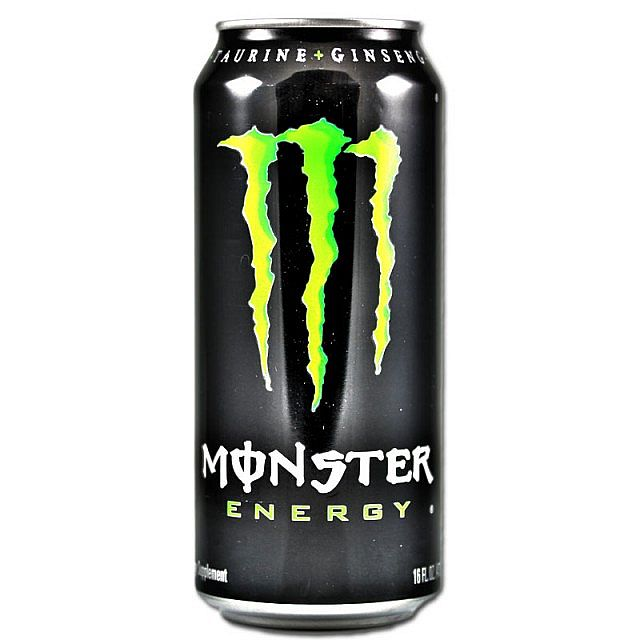 TAURINE+GINSENG
MONSTER
ENERGY
Supplement
16 FL. OZ.